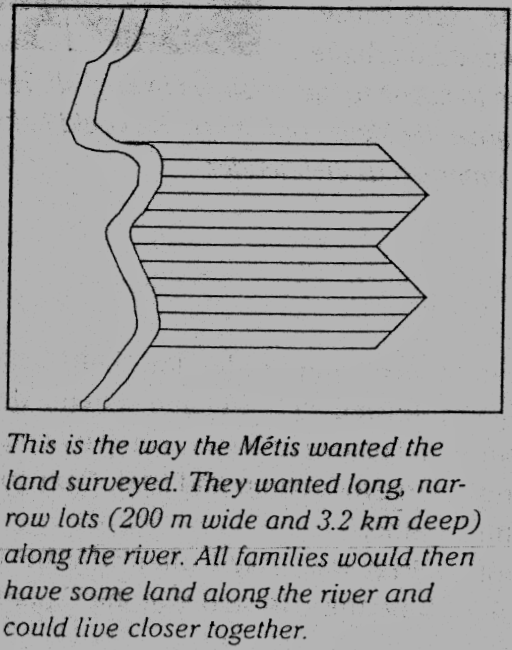 This is the way the Métis wanted the
land surveyed. They wanted long, nar-
row lots (200 m wide and 3.2 km deep)
along the river. All families would then
have some land along the river and
could live closer together.